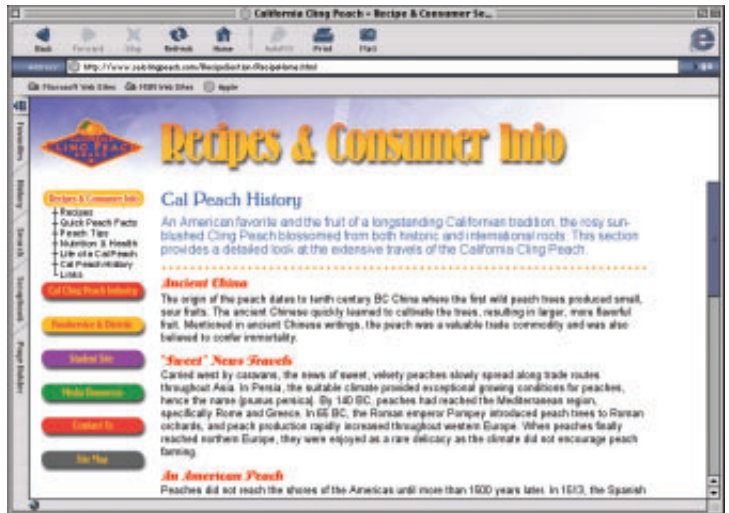 California Cling Peach - Recipe & Consumer Se...
Back Forward Stop Refresh Home AutoFill Print Mail
Address http://www.calclingpeach.com/RecipeSection/RecipeHome.html
Microsoft Web Sites MSN Web Sites Apple
Favorites
History
Search
Scrapbook
Page Holder
CLING PEACH
Recipes & Consumer Info
Recipes & Consumer Info
Recipes
Quick Peach Facts
Peach Tips
Nutrition & Health
Life of a Cal Peach
Cal Peach History
Links
Cal Cling Peach Industry
Foodservice & Distrib
Student Site
Media Resources
Contact Us
Site Map
Cal Peach History
An American favorite and the fruit of a longstanding Californian tradition, the rosy sun-
blushed Cling Peach blossomed from both historic and international roots. This section
provides a detailed look at the extensive travels of the California Cling Peach.
Ancient China
The origin of the peach dates to tenth century BC China where the first wild peach trees produced small,
sour fruits. The ancient Chinese quickly learned to cultivate the trees, resulting in larger, more flavorful
fruit. Mentioned in ancient Chinese writings, the peach was a valuable trade commodity and was also
believed to confer immortality.
"Sweet" News Travels
Carried west by caravans, the news of sweet, velvety peaches slowly spread along trade routes
throughout Asia. In Persia, the suitable climate provided exceptional growing conditions for peaches,
hence the name (prunus persica). By 140 BC, peaches had reached the Mediterranean region,
specifically Rome and Greece. In 65 BC, the Roman emperor Pompey introduced peach trees to Roman
orchards, and peach production rapidly increased throughout western Europe. When peaches finally
reached northern Europe, they were enjoyed as a rare delicacy as the climate did not encourage peach
farming.
An American Peach
Peaches did not reach the shores of the Americas until more than 1500 years later. In 1513, the Spanish